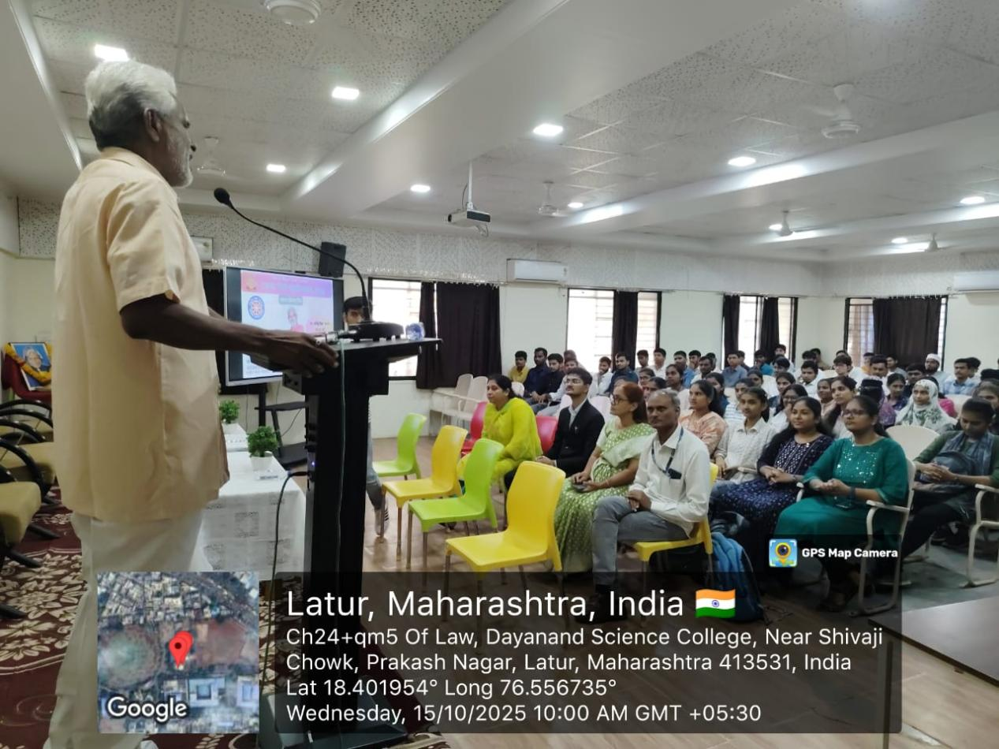 GPS Map Camera
Google
Latur, Maharashtra, India
Ch24+qm5 Of Law, Dayanand Science College, Near Shivaji
Chowk, Prakash Nagar, Latur, Maharashtra 413531, India
Lat 18.401954° Long 76.556735°
Wednesday, 15/10/2025 10:00 AM GMT +05:30